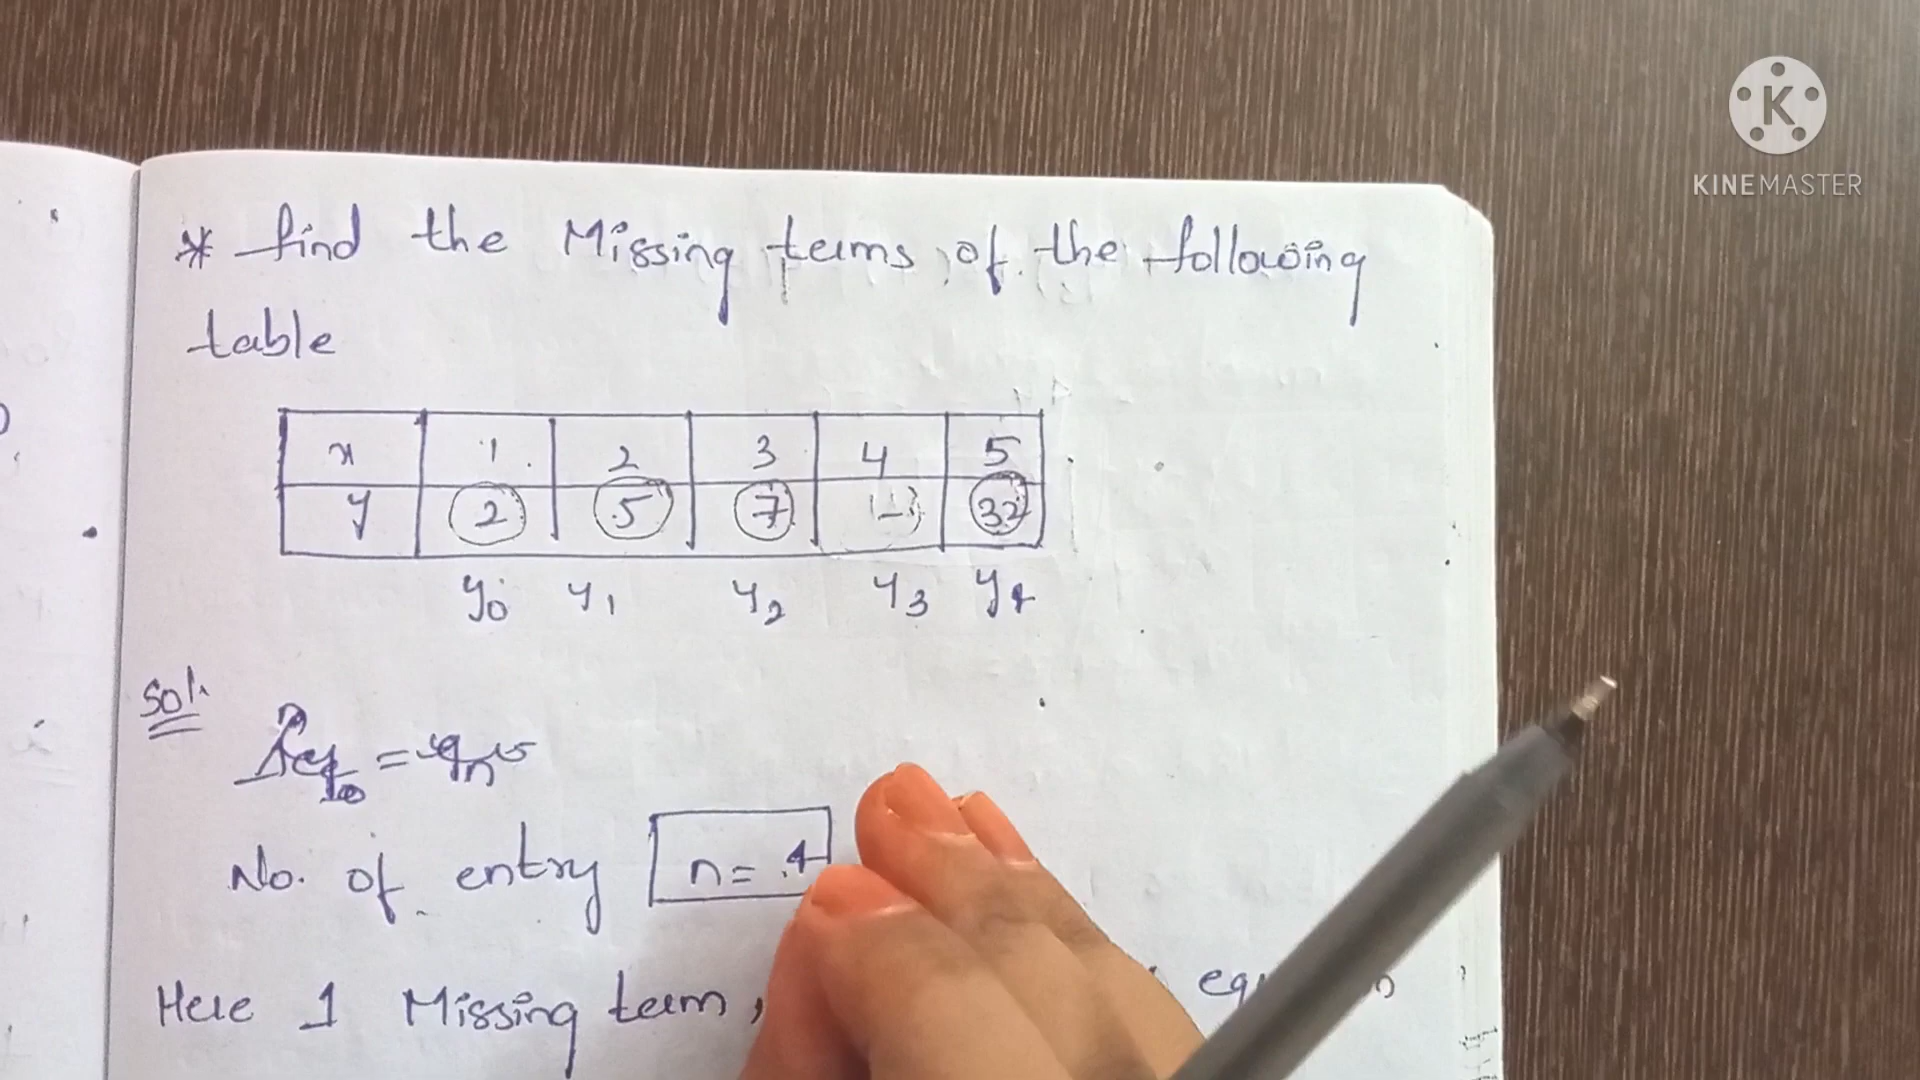 KINEMASTER
* find the Missing terms of the following
table
x 1 2 3 4 5
y 2 5 7 – 32
y0 y1 y2 y3 y4
Sol:
No. of entry n = 4
Here 1 Missing term,